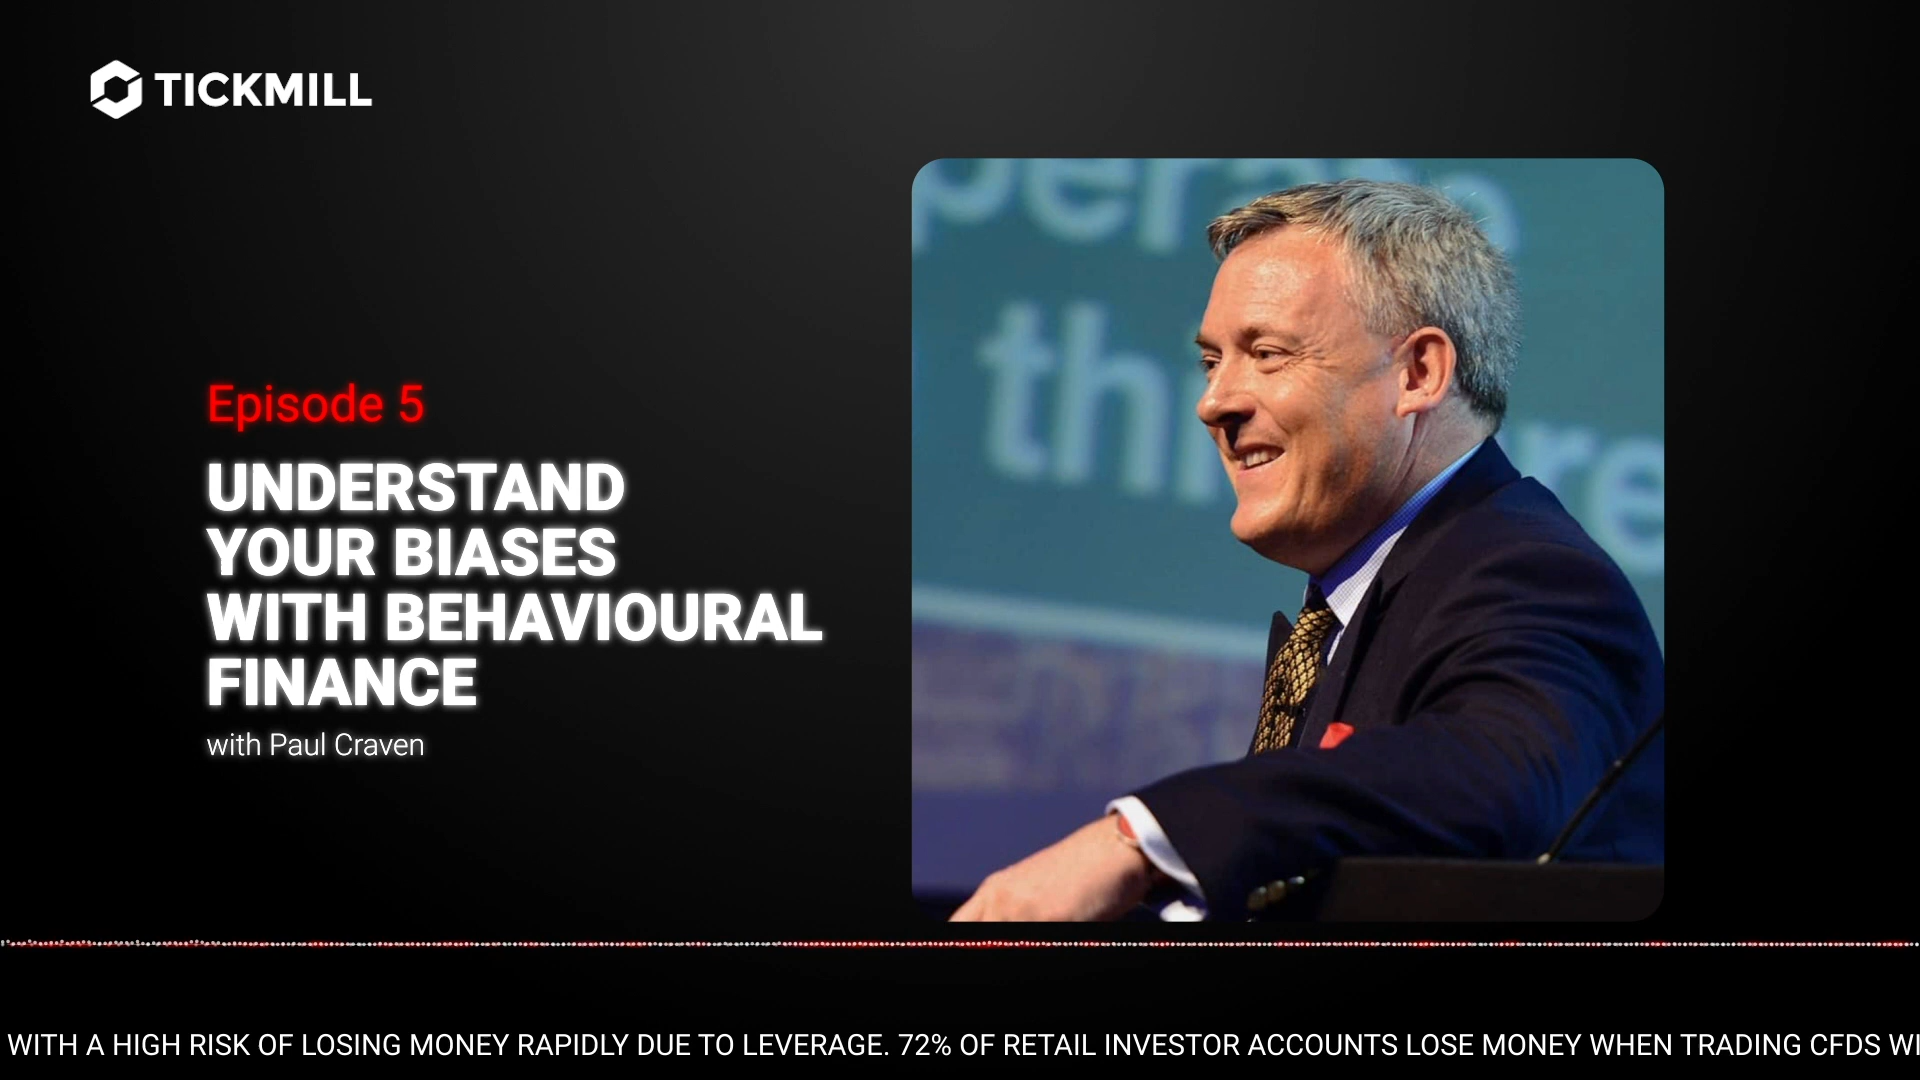 TICKMILL
Episode 5
UNDERSTAND
YOUR BIASES
WITH BEHAVIOURAL
FINANCE
with Paul Craven
WITH A HIGH RISK OF LOSING MONEY RAPIDLY DUE TO LEVERAGE. 72% OF RETAIL INVESTOR ACCOUNTS LOSE MONEY WHEN TRADING CFDS